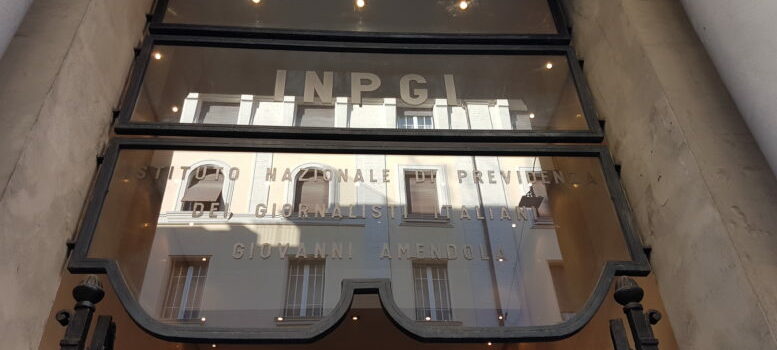 INPGI
ISTITUTO NAZIONALE DI PREVIDENZA
DEI GIORNALISTI ITALIANI
GIOVANNI AMENDOLA